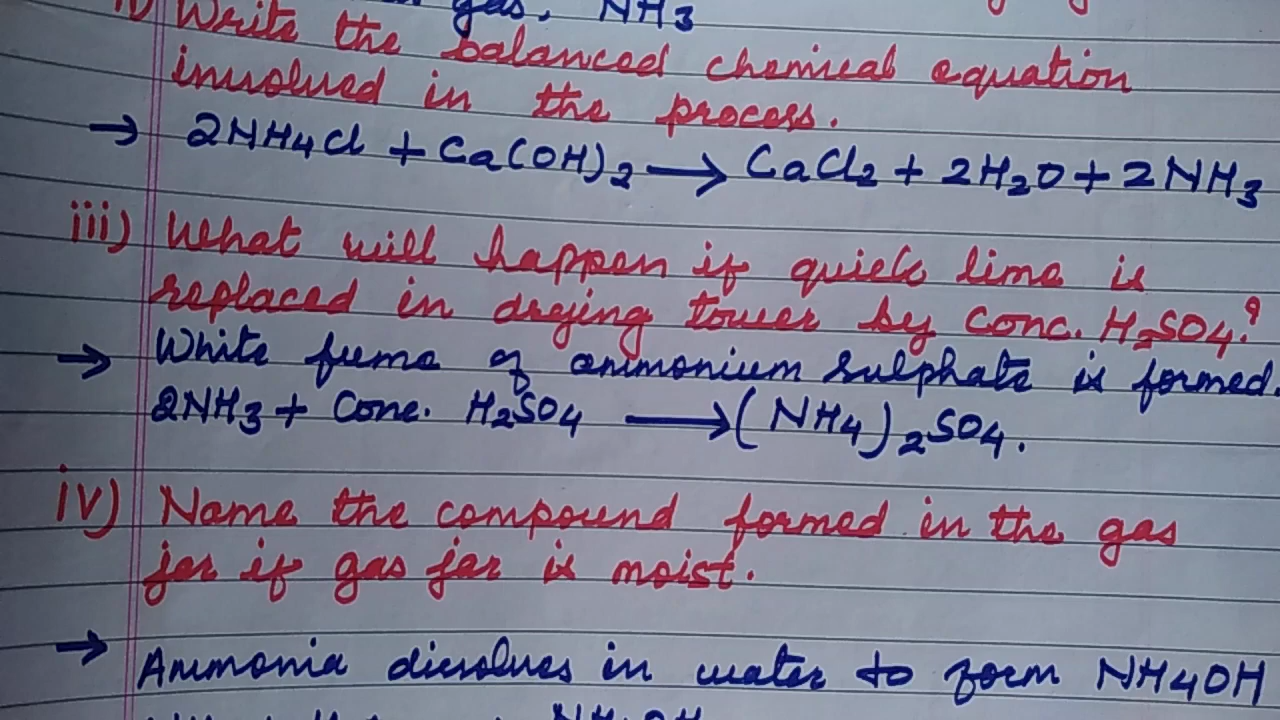 gas, NH3
Write the balanced chemical equation
involved in the process.
→ 2NH4Cl + Ca(OH)2 → CaCl2 + 2H2O + 2NH3
iii) What will happen if quick lime is
replaced in drying tower by conc. H2SO4?
→ White fume of ammonium sulphate is formed.
2NH3 + Conc. H2SO4 → (NH4)2SO4.
iv) Name the compound formed in the gas
jar if gas jar is moist.
→ Ammonia dissolves in water to form NH4OH